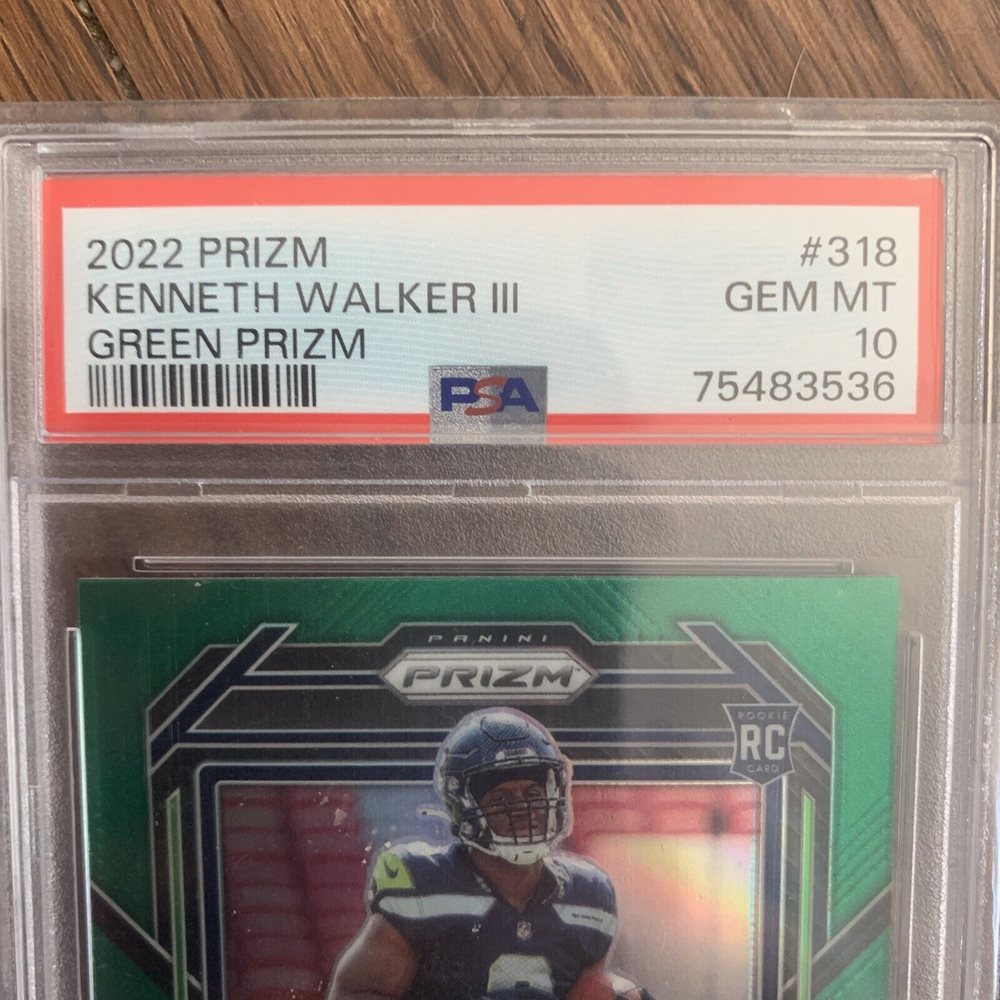 2022 PRIZM #318
KENNETH WALKER III GEM MT
GREEN PRIZM 10
75483536
PSA
PANINI
PRIZM
ROOKIE
RC
CARD